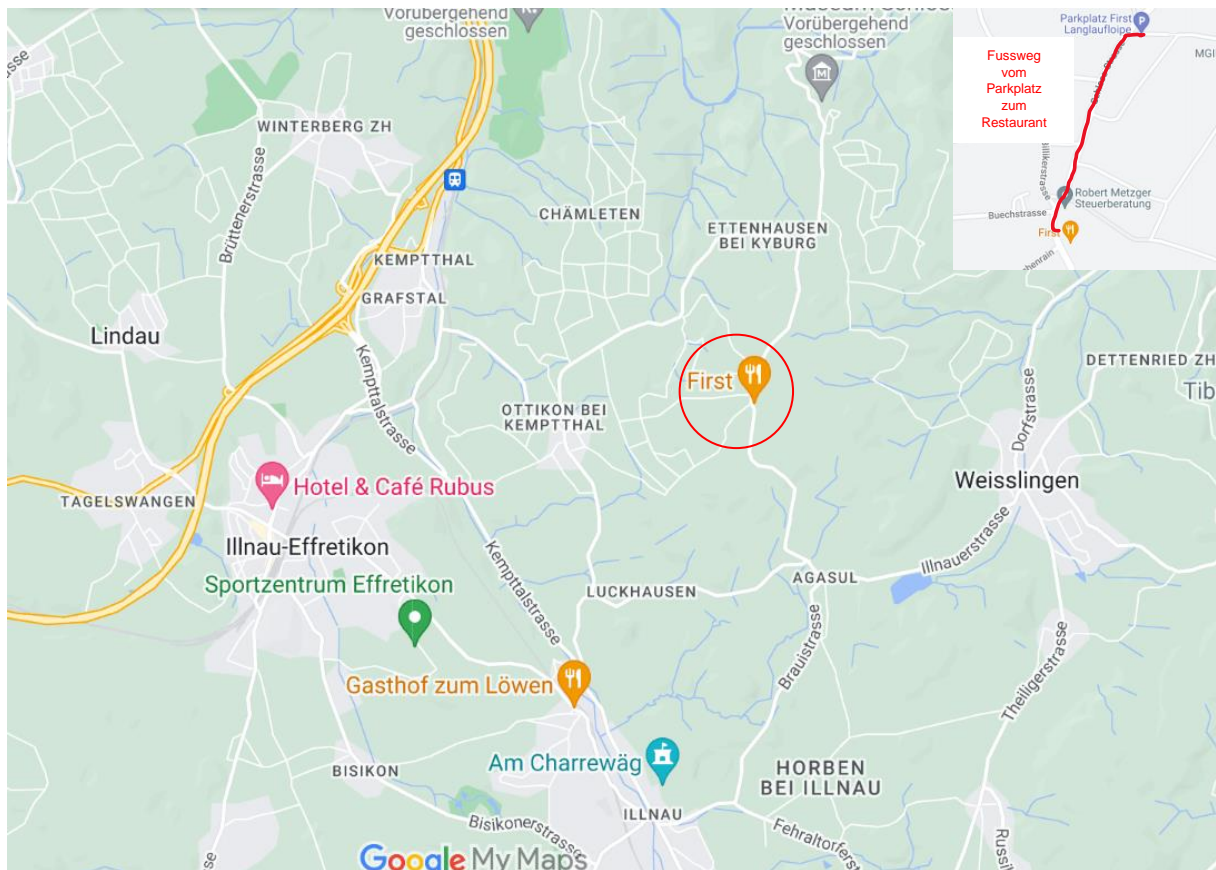 Vorübergehend
geschlossen
Vorübergehend
geschlossen
WINTERBERG ZH
Brüttenerstrasse
CHÄMLETEN
ETTENHAUSEN
BEI KYBURG
KEMPTTHAL
GRAFSTAL
Lindau
Kempttalstrasse
First
OTTIKON BEI
KEMPTTHAL
DETTENRIED ZH
Dorfstrasse
Weisslingen
Hotel & Café Rubus
TAGELSWANGEN
Illnau-Effretikon
Sportzentrum Effretikon
Kempttalstrasse
LUCKHAUSEN
AGASUL
Illnauerstrasse
Brauistrasse
Theiligerstrasse
Gasthof zum Löwen
Am Charrewäg
BISIKON
HORBEN
BEI ILLNAU
ILLNAU
Bisikonerstrasse
Google My Maps
Parkplatz First
Langlaufloipe
P
Fussweg
vom
Parkplatz
zum
Restaurant
Robert Metzger
Steuerberatung
Buechstrasse
First